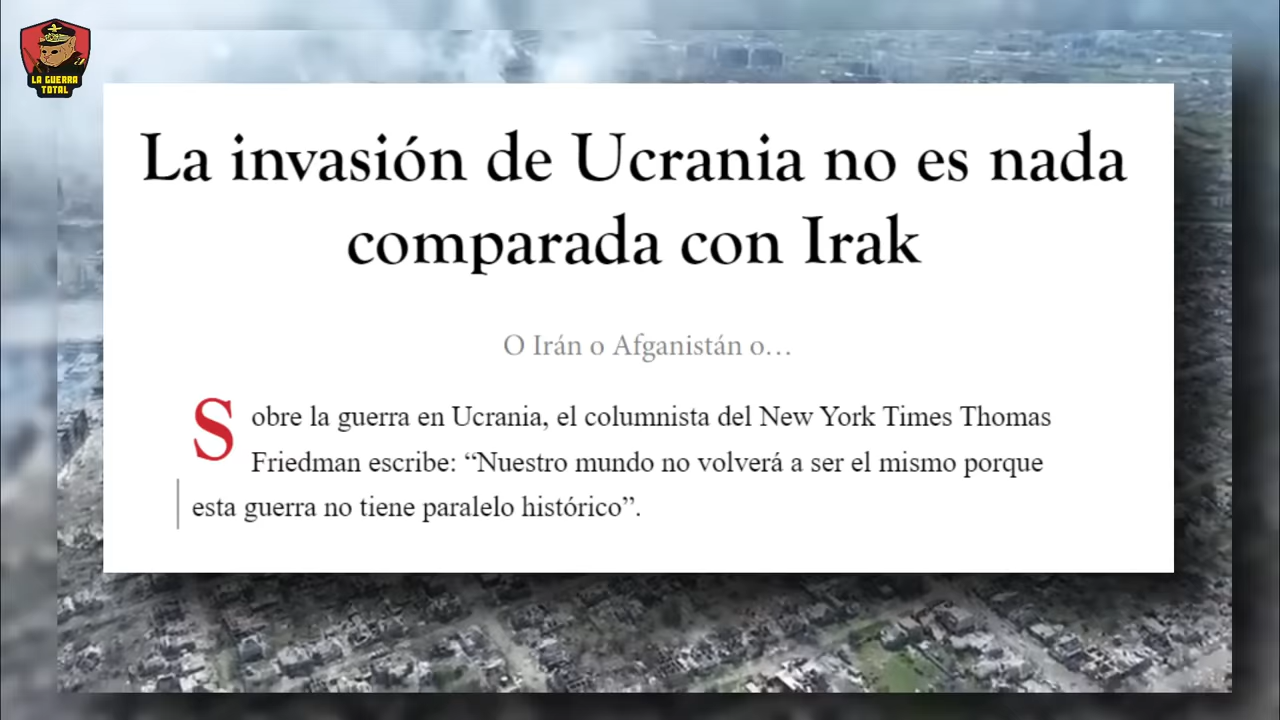 LA GUERRA
TOTAL
La invasión de Ucrania no es nada
comparada con Irak
O Irán o Afganistán o…
Sobre la guerra en Ucrania, el columnista del New York Times Thomas
Friedman escribe: “Nuestro mundo no volverá a ser el mismo porque
esta guerra no tiene paralelo histórico”.